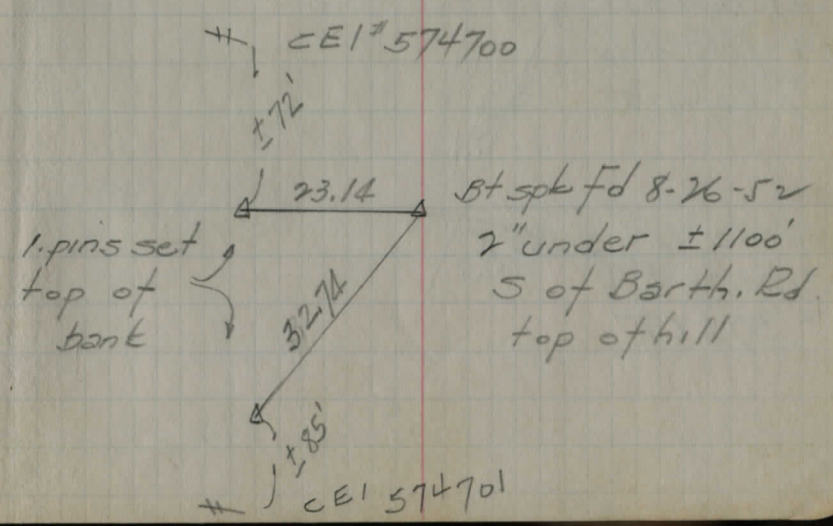 CEI # 574700
±72'
23.14
Bt spk Fd 8-26-52
2" under ±1100'
S of Barth. Rd.
top of hill
I. pins set
top of
bank
32.74
±85'
CEI 574701